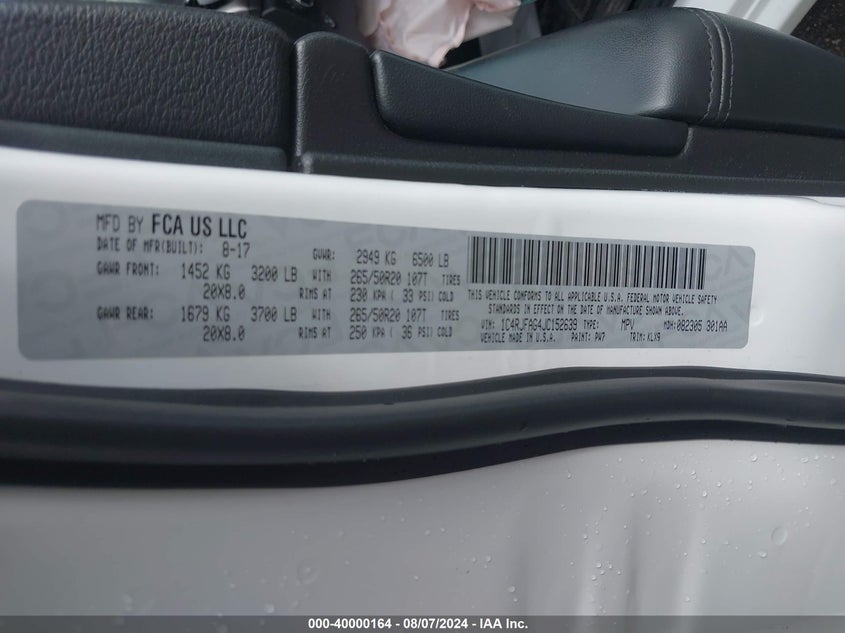 MFD BY FCA US LLC
DATE OF MFR(BUILT): 8-17 GVWR: 2949 KG 6500 LB
GAWR FRONT: 1452 KG 3200 LB WITH 265/50R20 107T TIRES
20X8.0 RIMS AT 230 KPA ( 33 PSI) COLD
GAWR REAR: 1679 KG 3700 LB WITH 265/50R20 107T TIRES
20X8.0 RIMS AT 250 KPA ( 36 PSI) COLD
THIS VEHICLE CONFORMS TO ALL APPLICABLE U.S.A. FEDERAL MOTOR VEHICLE SAFETY
STANDARDS IN EFFECT ON THE DATE OF MANUFACTURE SHOWN ABOVE.
VIN: 1C4RJFAG4JC152639 TYPE: MPV MDH: 082305 301AA
VEHICLE MADE IN U.S.A. PAINT: PW7 TRIM: KLX9
000-40000164 - 08/07/2024 - IAA Inc.